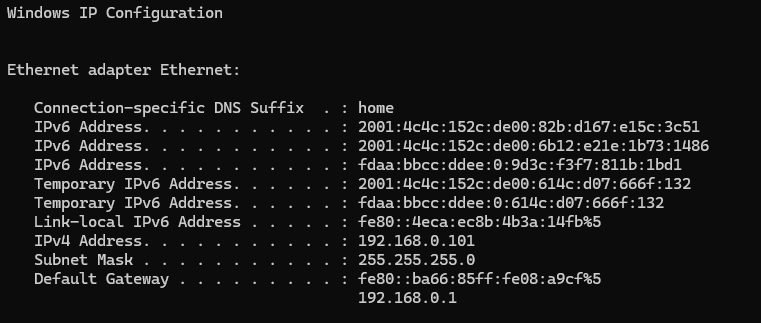 Windows IP Configuration
Ethernet adapter Ethernet:
Connection-specific DNS Suffix . : home
IPv6 Address. . . . . . . . . . . : 2001:4c4c:152c:de00:82b:d167:e15c:3c51
IPv6 Address. . . . . . . . . . . : 2001:4c4c:152c:de00:6b12:e21e:1b73:1486
IPv6 Address. . . . . . . . . . . : fdaa:bbcc:ddee:0:9d3c:f3f7:811b:1bd1
Temporary IPv6 Address. . . . . . : 2001:4c4c:152c:de00:614c:d07:666f:132
Temporary IPv6 Address. . . . . . : fdaa:bbcc:ddee:0:614c:d07:666f:132
Link-local IPv6 Address . . . . . : fe80::4eca:ec8b:4b3a:14fb%5
IPv4 Address. . . . . . . . . . . : 192.168.0.101
Subnet Mask . . . . . . . . . . . : 255.255.255.0
Default Gateway . . . . . . . . . : fe80::ba66:85ff:fe08:a9cf%5
192.168.0.1